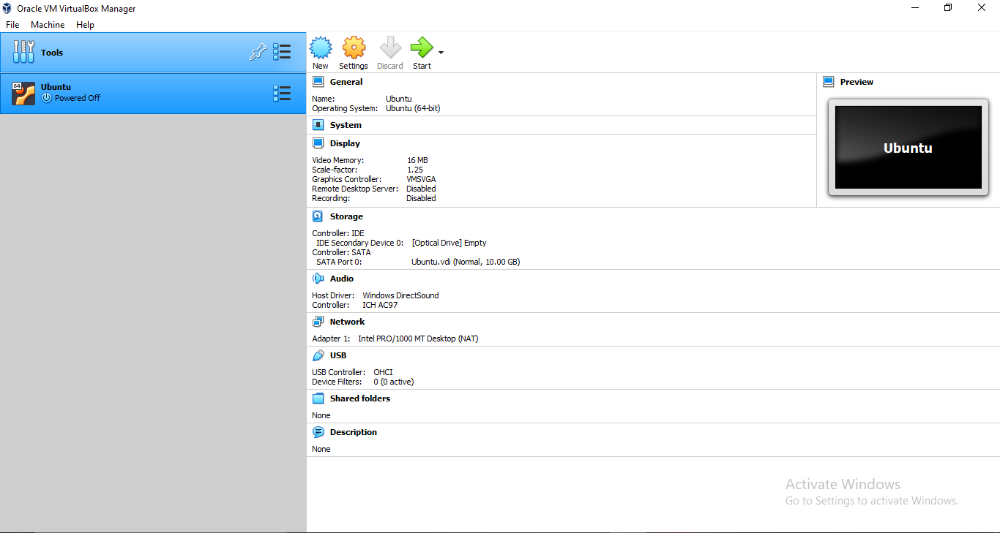 Oracle VM VirtualBox Manager
File Machine Help
Tools
64
Ubuntu
Powered Off
New Settings Discard Start
General
Name: Ubuntu
Operating System: Ubuntu (64-bit)
System
Display
Video Memory: 16 MB
Scale-factor: 1.25
Graphics Controller: VMSVGA
Remote Desktop Server: Disabled
Recording: Disabled
Storage
Controller: IDE
IDE Secondary Device 0: [Optical Drive] Empty
Controller: SATA
SATA Port 0: Ubuntu.vdi (Normal, 10.00 GB)
Audio
Host Driver: Windows DirectSound
Controller: ICH AC97
Network
Adapter 1: Intel PRO/1000 MT Desktop (NAT)
USB
USB Controller: OHCI
Device Filters: 0 (0 active)
Shared folders
None
Description
None
Preview
Ubuntu
Activate Windows
Go to Settings to activate Windows.